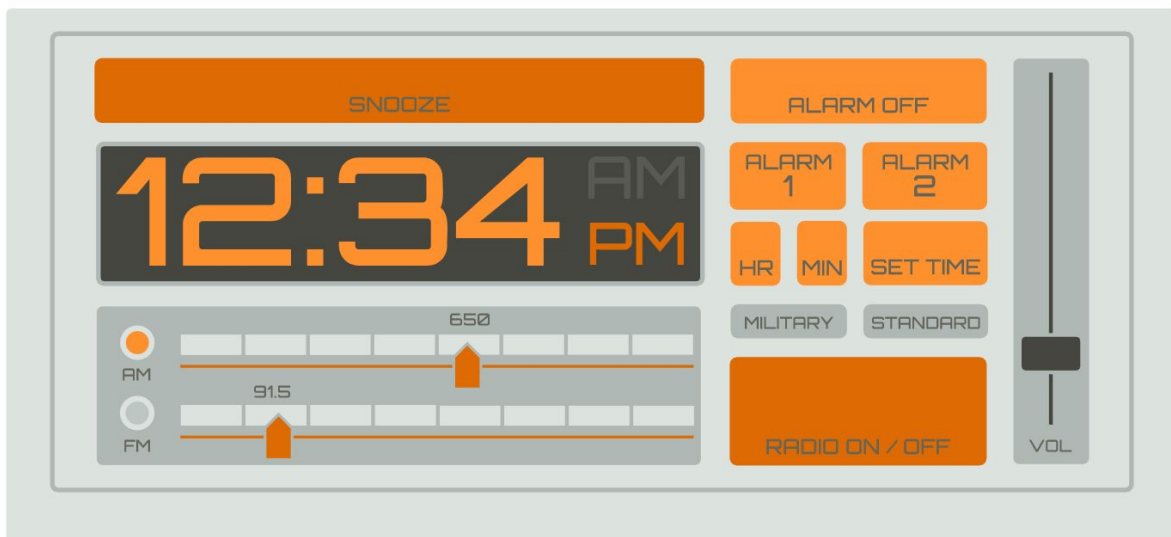 SNOOZE
ALARM OFF
12:34
AM
PM
ALARM
1
ALARM
2
HR
MIN
SET TIME
MILITARY
STANDARD
650
AM
91.5
FM
RADIO ON / OFF
VOL